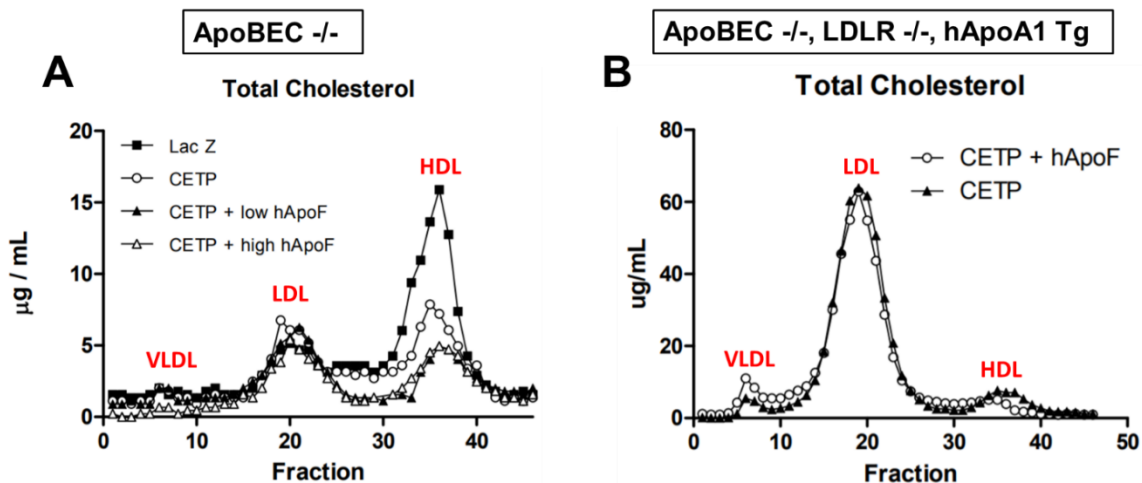 ApoBEC -/-
A
Total Cholesterol
Lac Z
CETP
CETP + low hApoF
CETP + high hApoF
HDL
LDL
VLDL
20
15
10
5
0
μg / mL
0 10 20 30 40
Fraction
ApoBEC -/-, LDLR -/-, hApoA1 Tg
B
Total Cholesterol
CETP + hApoF
CETP
LDL
VLDL
HDL
80
60
40
20
0
ug/mL
0 10 20 30 40 50
Fraction